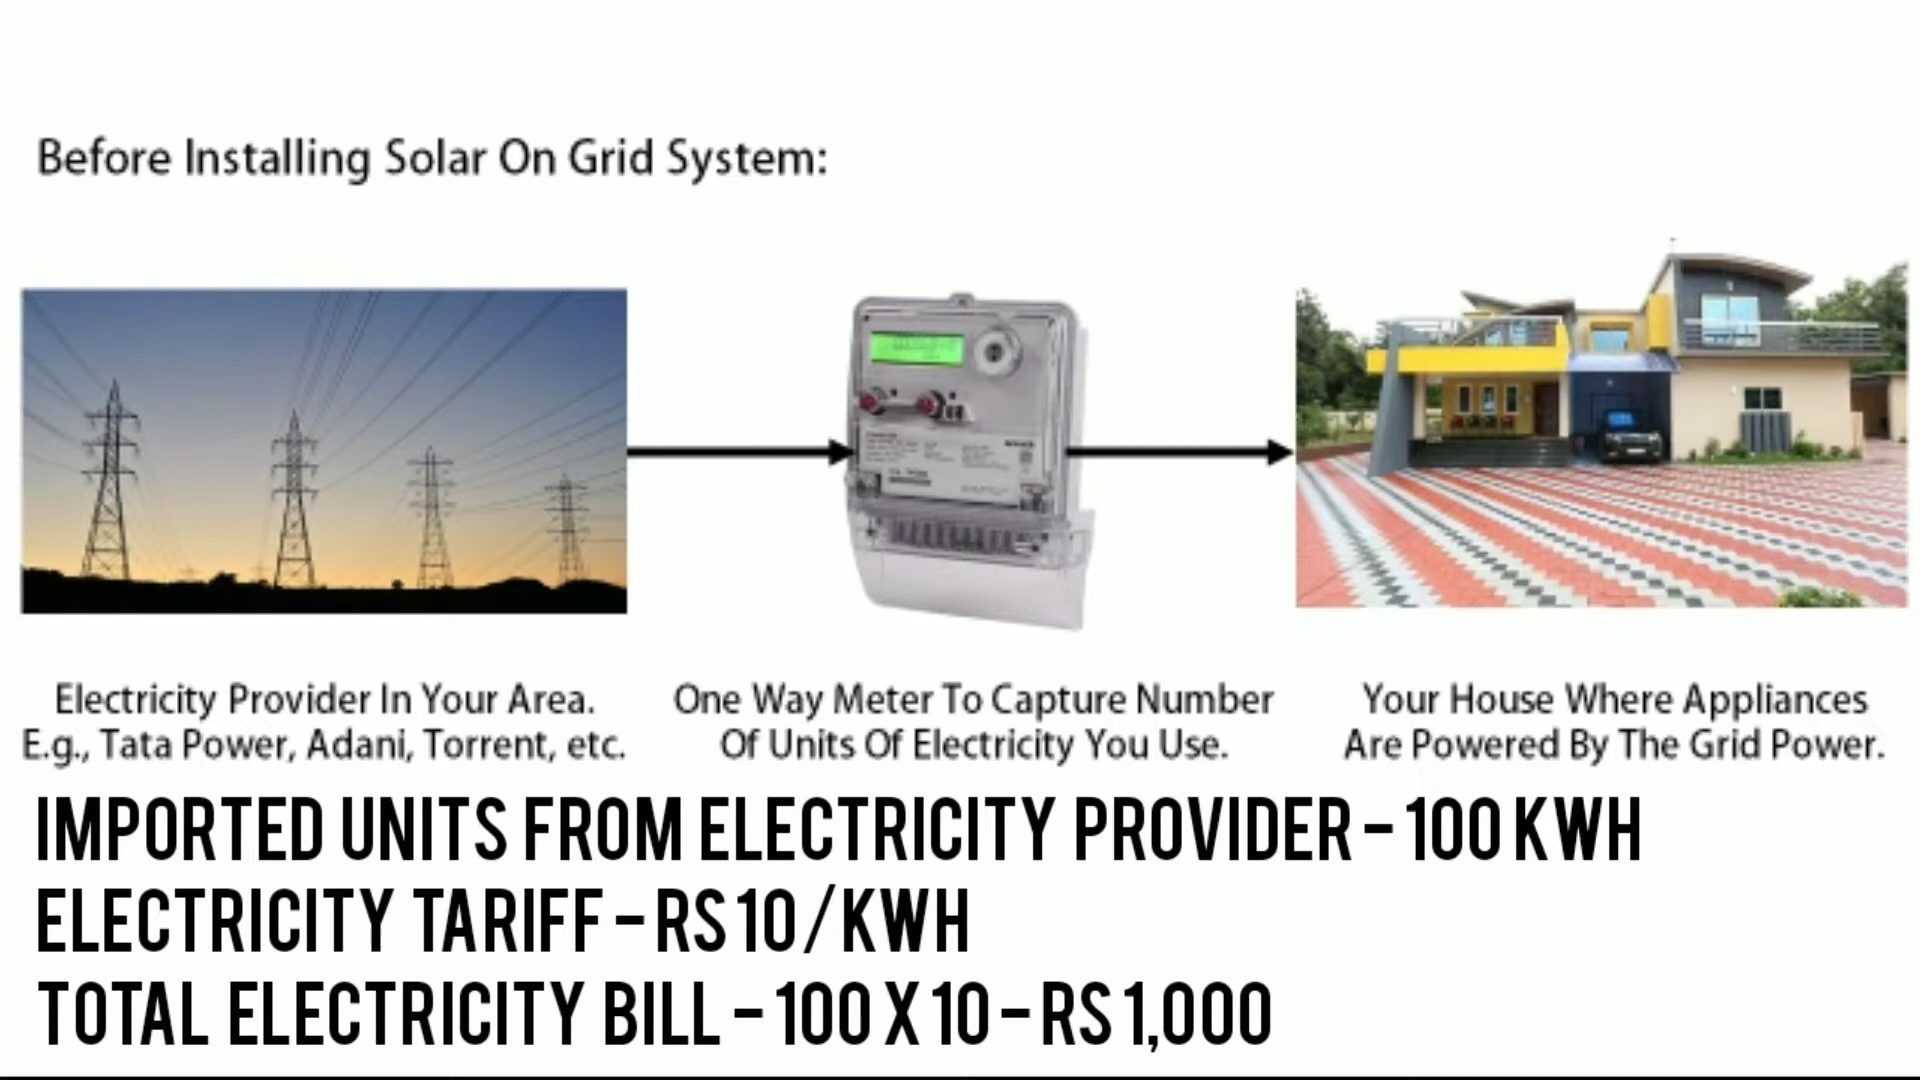 Before Installing Solar On Grid System:
Electricity Provider In Your Area.
E.g., Tata Power, Adani, Torrent, etc.
One Way Meter To Capture Number
Of Units Of Electricity You Use.
Your House Where Appliances
Are Powered By The Grid Power.
IMPORTED UNITS FROM ELECTRICITY PROVIDER – 100 KWH
ELECTRICITY TARIFF – RS 10/KWH
TOTAL ELECTRICITY BILL – 100 X 10 – RS 1,000